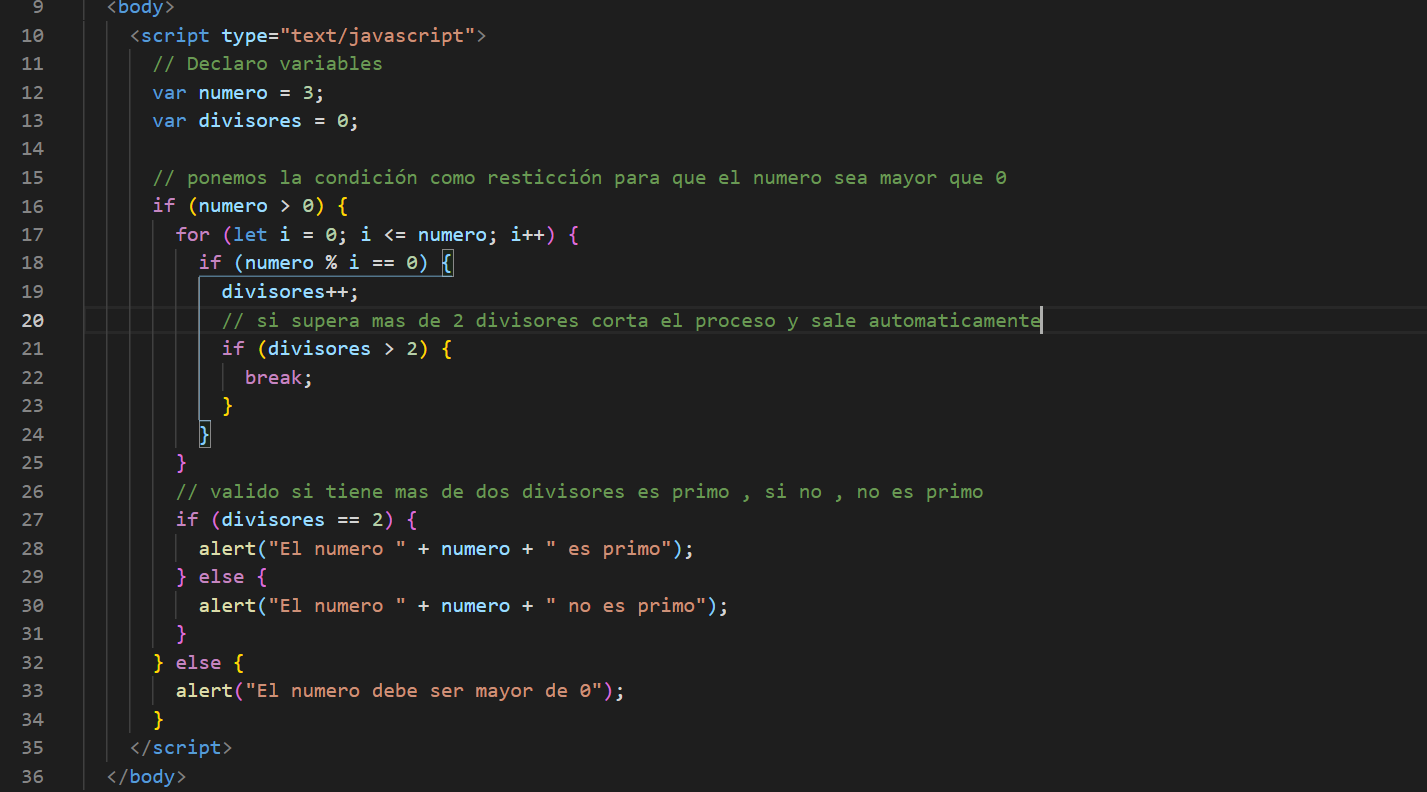 9 <body>
10 <script type="text/javascript">
11 // Declaro variables
12 var numero = 3;
13 var divisores = 0;
14
15 // ponemos la condición como resticción para que el numero sea mayor que 0
16 if (numero > 0) {
17 for (let i = 0; i <= numero; i++) {
18 if (numero % i == 0) {
19 divisores++;
20 // si supera mas de 2 divisores corta el proceso y sale automaticamente
21 if (divisores > 2) {
22 break;
23 }
24 }
25 }
26 // valido si tiene mas de dos divisores es primo , si no , no es primo
27 if (divisores == 2) {
28 alert("El numero " + numero + " es primo");
29 } else {
30 alert("El numero " + numero + " no es primo");
31 }
32 } else {
33 alert("El numero debe ser mayor de 0");
34 }
35 </script>
36 </body>